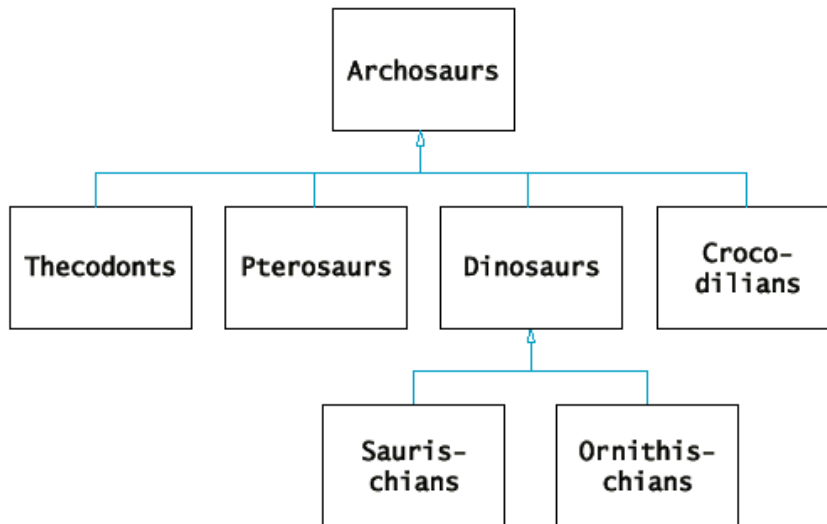 Archosaurs
Thecodonts
Pterosaurs
Dinosaurs
Croco-
dilians
Sauris-
chians
Ornithis-
chians